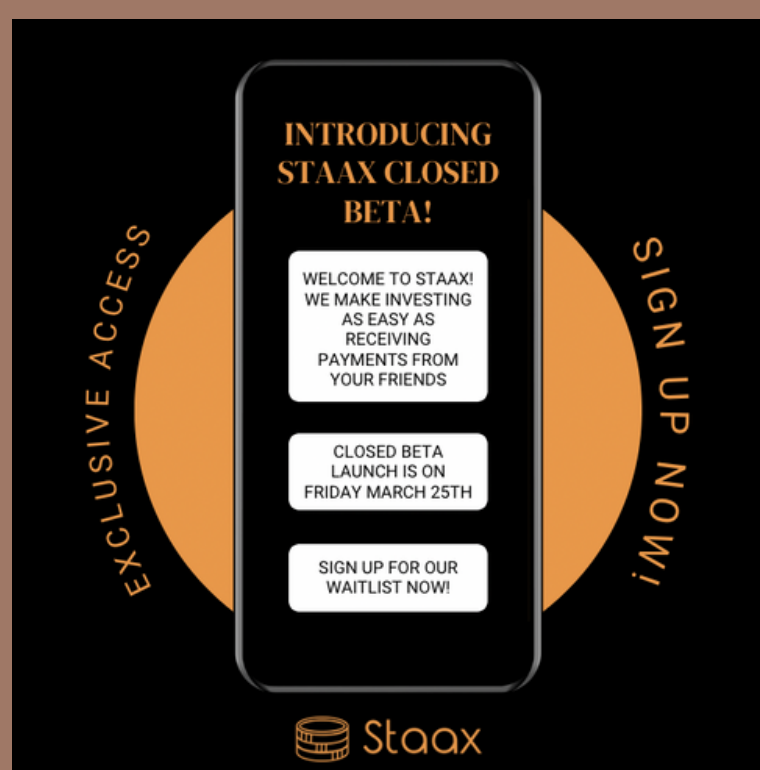 INTRODUCING
STAAX CLOSED
BETA!
EXCLUSIVE ACCESS
WELCOME TO STAAX!
WE MAKE INVESTING
AS EASY AS
RECEIVING
PAYMENTS FROM
YOUR FRIENDS
SIGN UP NOW!
CLOSED BETA
LAUNCH IS ON
FRIDAY MARCH 25TH
SIGN UP FOR OUR
WAITLIST NOW!
Staax